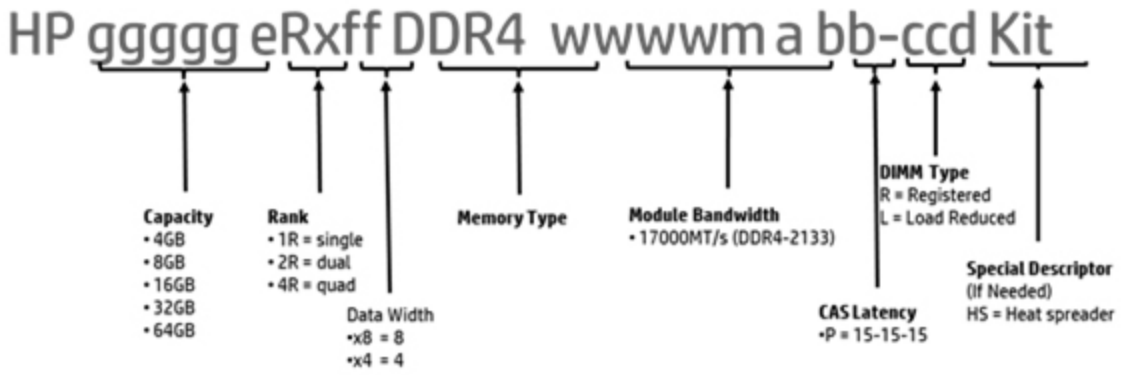 HP ggggg eRxff DDR4 wwwwm a bb-ccd Kit
Capacity
• 4GB
• 8GB
• 16GB
• 32GB
• 64GB
Rank
• 1R = single
• 2R = dual
• 4R = quad
Data Width
•x8 = 8
•x4 = 4
Memory Type
Module Bandwidth
• 17000MT/s (DDR4-2133)
CAS Latency
•P = 15-15-15
DIMM Type
R = Registered
L = Load Reduced
Special Descriptor
(If Needed)
HS = Heat spreader